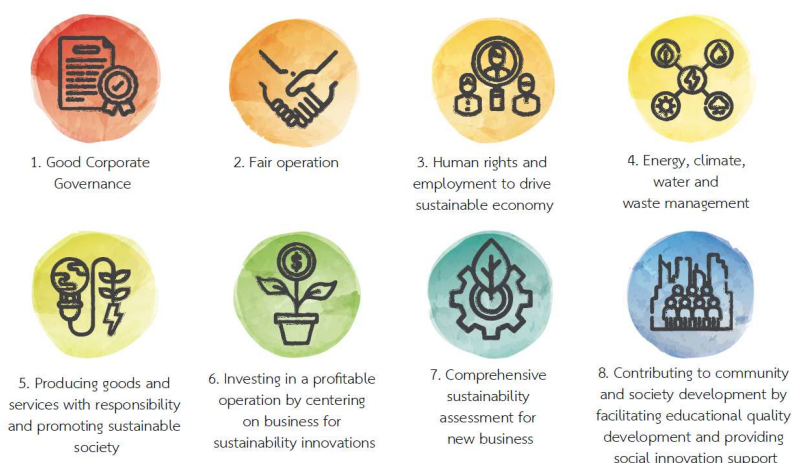 1. Good Corporate
Governance
2. Fair operation
3. Human rights and
employment to drive
sustainable economy
4. Energy, climate,
water and
waste management
5. Producing goods and
services with responsibility
and promoting sustainable
society
6. Investing in a profitable
operation by centering
on business for
sustainability innovations
7. Comprehensive
sustainability
assessment for
new business
8. Contributing to community
and society development by
facilitating educational quality
development and providing
social innovation support